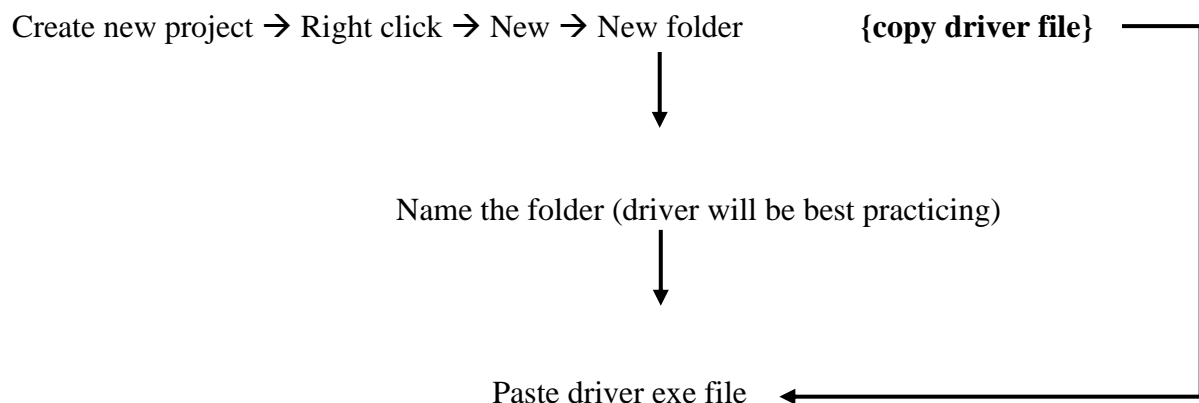 Create new project → Right click → New → New folder {copy driver file}
Name the folder (driver will be best practicing)
Paste driver exe file